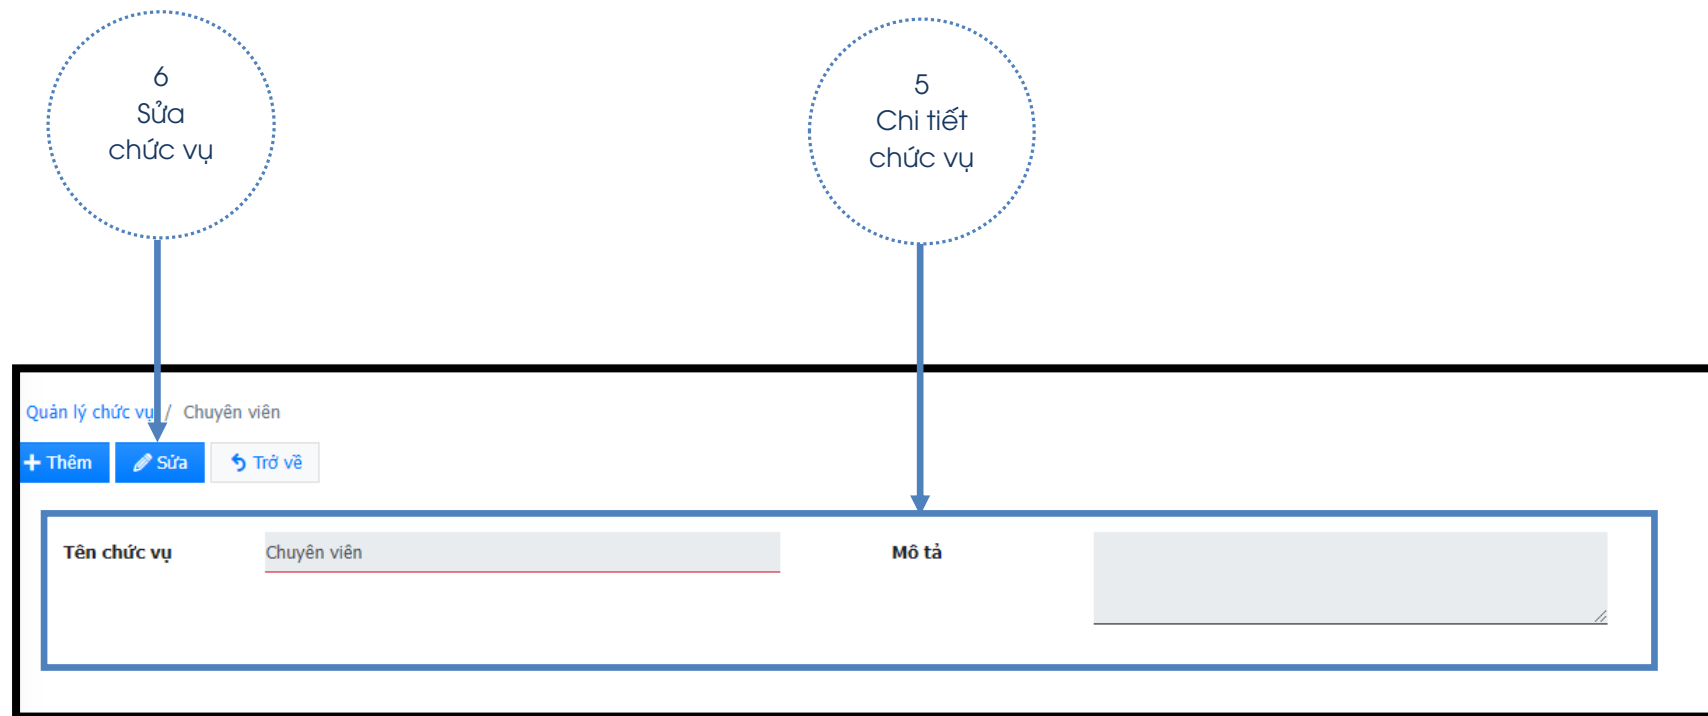 6
Sửa
chức vụ
5
Chi tiết
chức vụ
Quản lý chức vụ / Chuyên viên
Thêm Sửa Trở về
Tên chức vụ Chuyên viên Mô tả